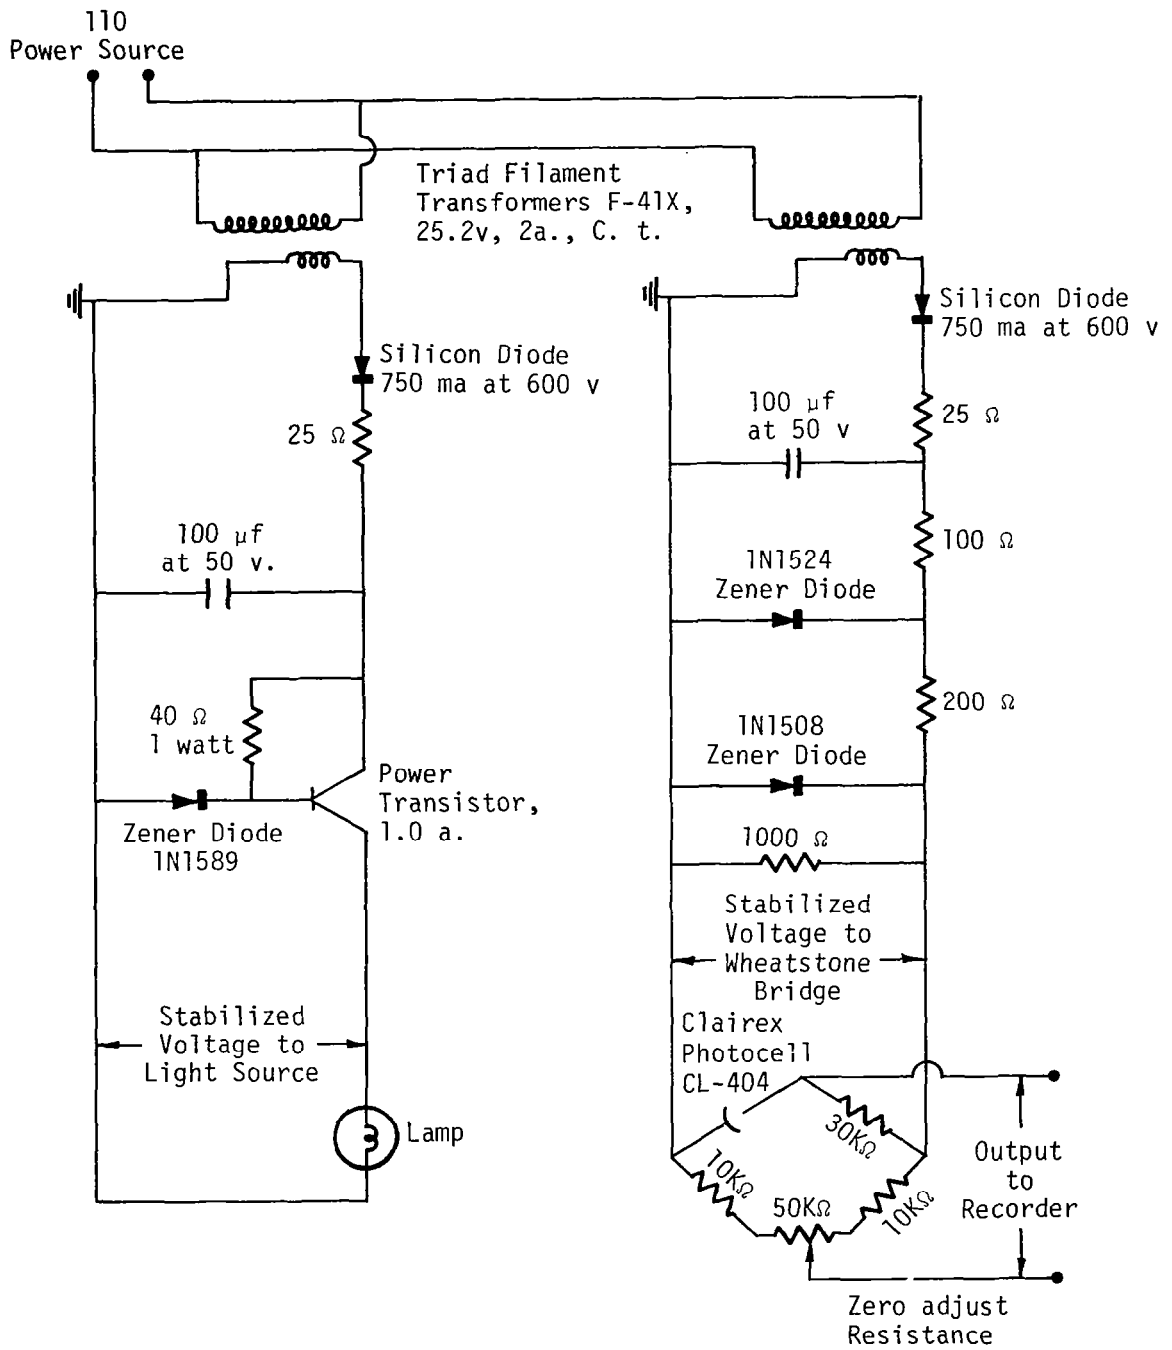 110
Power Source
Triad Filament
Transformers F-41X,
25.2v, 2a., C. t.
Silicon Diode
750 ma at 600 v
25 Ω
100 µf
at 50 v.
40 Ω
1 watt
Power
Transistor,
1.0 a.
Zener Diode
1N1589
Stabilized
Voltage to
Light Source
Lamp
Silicon Diode
750 ma at 600 v
100 µf
at 50 v
25 Ω
100 Ω
1N1524
Zener Diode
200 Ω
1N1508
Zener Diode
1000 Ω
Stabilized
Voltage to
Wheatstone
Bridge
Clairex
Photocell
CL-404
30KΩ
10KΩ
50KΩ
10KΩ
Output
to
Recorder
Zero adjust
Resistance